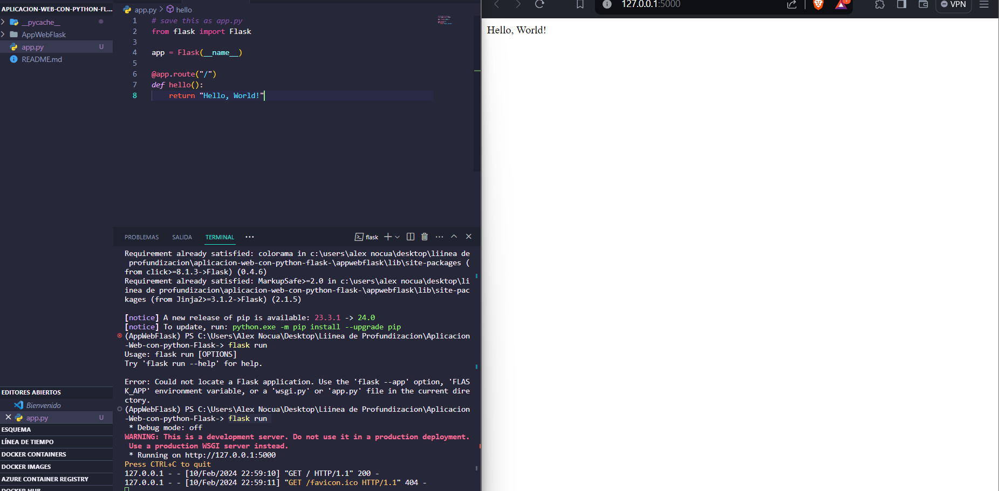 APLICACION-WEB-CON-PYTHON-FL...
__pycache__
AppWebFlask
app.py U
README.md
EDITORES ABIERTOS
Bienvenido
app.py U
ESQUEMA
LÍNEA DE TIEMPO
DOCKER CONTAINERS
DOCKER IMAGES
AZURE CONTAINER REGISTRY
DOCKER HUB
app.py > hello
1 # save this as app.py
2 from flask import Flask
3
4 app = Flask(__name__)
5
6 @app.route("/")
7 def hello():
8 return "Hello, World!"
PROBLEMAS SALIDA TERMINAL ··· flask
Requirement already satisfied: colorama in c:\users\alex nocua\desktop\liinea de
profundizacion\aplicacion-web-con-python-flask-\appwebflask\lib\site-packages (
from click>=8.1.3->Flask) (0.4.6)
Requirement already satisfied: MarkupSafe>=2.0 in c:\users\alex nocua\desktop\li
inea de profundizacion\aplicacion-web-con-python-flask-\appwebflask\lib\site-pac
kages (from Jinja2>=3.1.2->Flask) (2.1.5)
[notice] A new release of pip is available: 23.3.1 -> 24.0
[notice] To update, run: python.exe -m pip install --upgrade pip
(AppWebFlask) PS C:\Users\Alex Nocua\Desktop\Liinea de Profundizacion\Aplicacion
-Web-con-python-Flask-> flask run
Usage: flask run [OPTIONS]
Try 'flask run --help' for help.
Error: Could not locate a Flask application. Use the 'flask --app' option, 'FLAS
K_APP' environment variable, or a 'wsgi.py' or 'app.py' file in the current dire
ctory.
(AppWebFlask) PS C:\Users\Alex Nocua\Desktop\Liinea de Profundizacion\Aplicacion
-Web-con-python-Flask-> flask run
* Debug mode: off
WARNING: This is a development server. Do not use it in a production deployment.
Use a production WSGI server instead.
* Running on http://127.0.0.1:5000
Press CTRL+C to quit
127.0.0.1 - - [10/Feb/2024 22:59:10] "GET / HTTP/1.1" 200 -
127.0.0.1 - - [10/Feb/2024 22:59:11] "GET /favicon.ico HTTP/1.1" 404 -
127.0.0.1:5000
VPN
Hello, World!